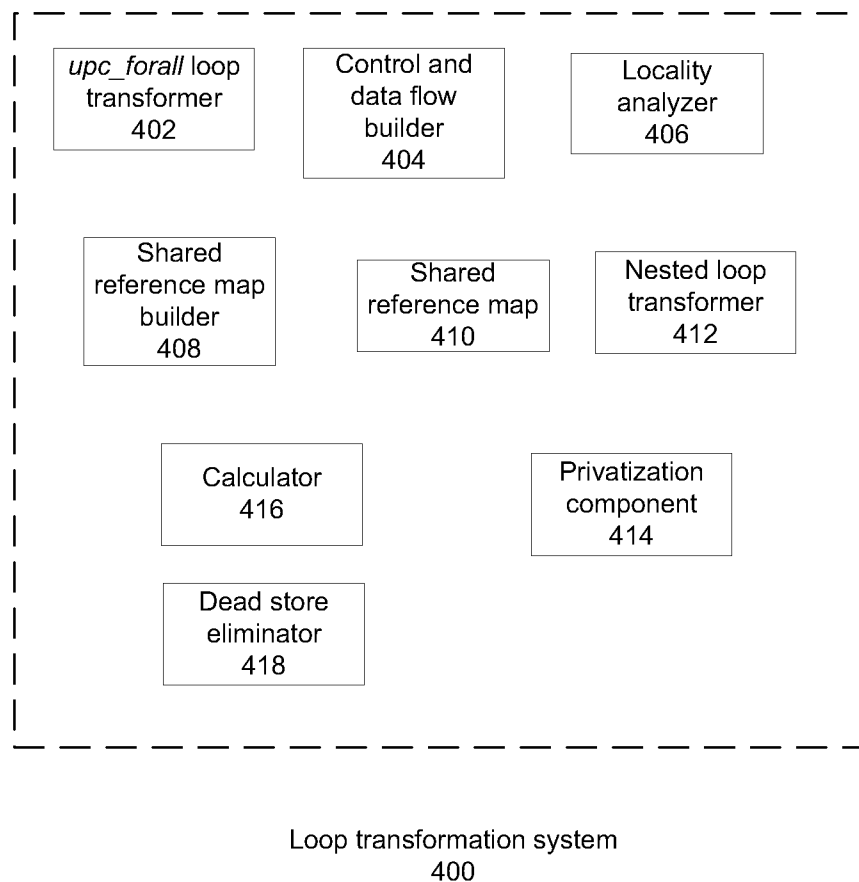 upc_forall loop
transformer
402
Control and
data flow
builder
404
Locality
analyzer
406
Shared
reference map
builder
408
Shared
reference map
410
Nested loop
transformer
412
Calculator
416
Privatization
component
414
Dead store
eliminator
418
Loop transformation system
400